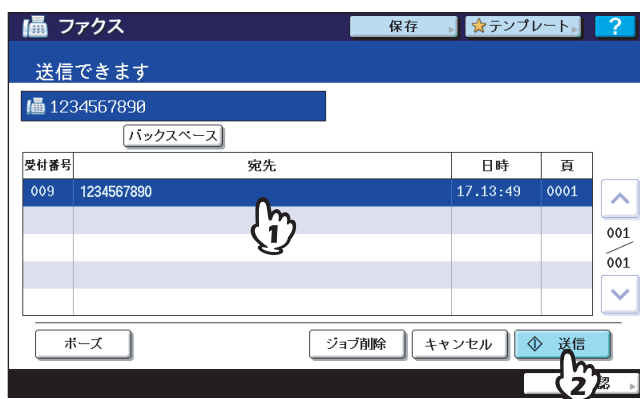 ファクス 保存 テンプレート ?
送信できます
1234567890
バックスペース
受付番号 宛先 日時 頁
009 1234567890 17.13:49 0001
1
001
001
ポーズ ジョブ削除 キャンセル 送信
2 認